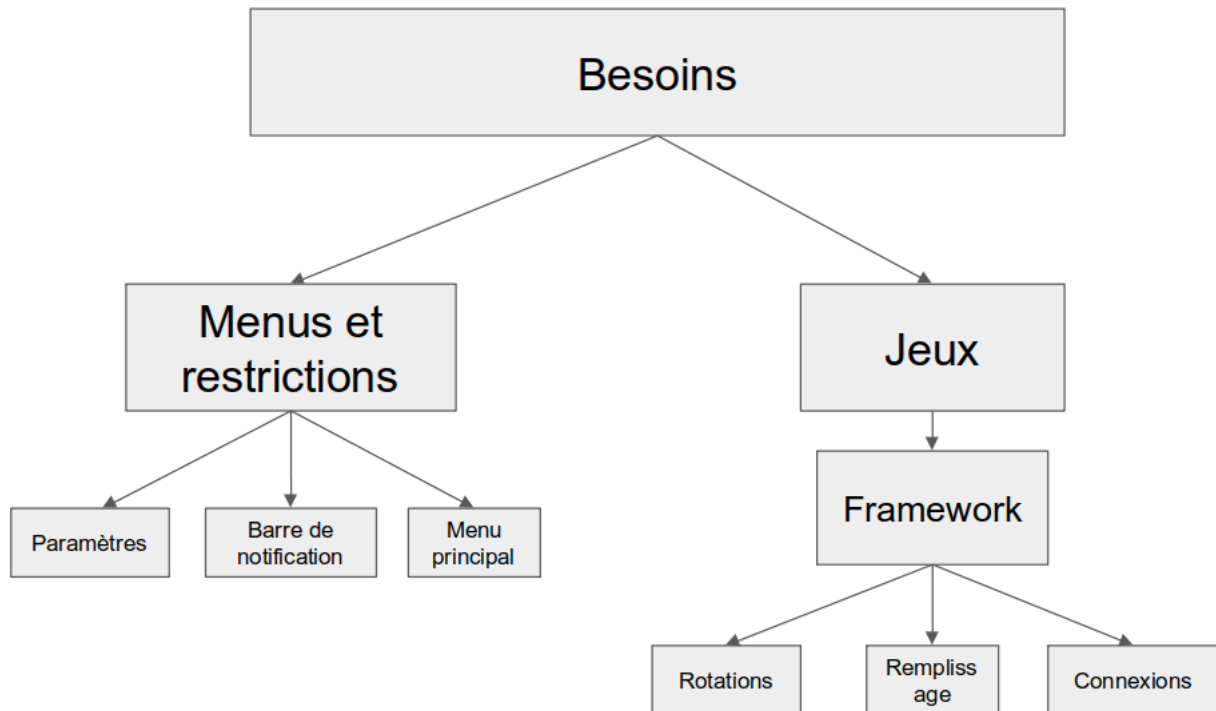 Besoins
Menus et
restrictions
Jeux
Framework
Paramètres
Barre de
notification
Menu
principal
Rotations
Rempliss
age
Connexions